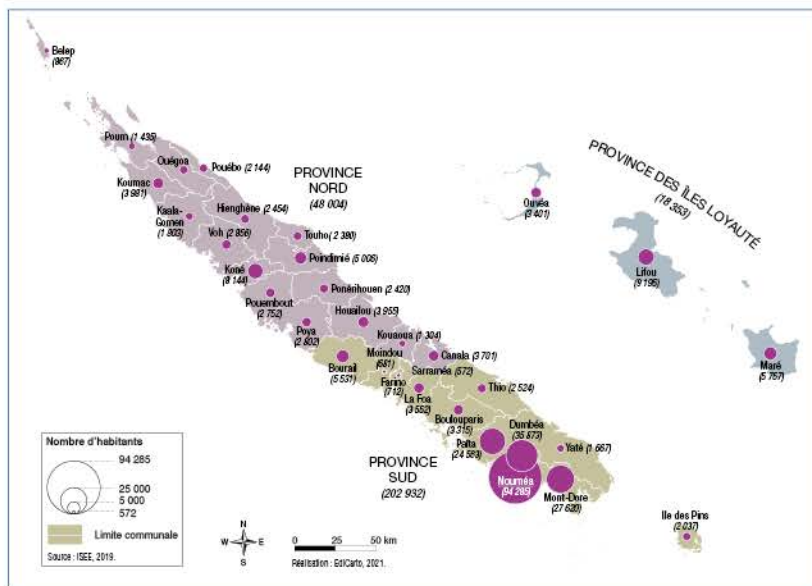 Belep
(867)
Poum (1 435)
Ouégoa
Pouébo (2 144)
Koumac
(3 981)
PROVINCE
NORD
(48 004)
Hienghène (2 454)
Kaala-
Gomen
(1 803)
Voh (2 856)
Touho (2 380)
Poindimié (5 006)
Koné
(8 144)
Ponérihouen (2 420)
Pouembout
(2 752)
Houaïlou (3 955)
Poya
(2 802)
Kouaoua (1 304)
Moindou
(681)
Canala (3 701)
Sarraméa (572)
Bourail
(5 531)
Farino
(712)
La Foa
(3 552)
Thio (2 524)
Boulouparis
(3 315)
Dumbéa
(35 873)
Païta
(24 563)
Yaté (1 667)
PROVINCE
SUD
(202 932)
Nouméa
(94 285)
Mont-Dore
(27 620)
Ile des Pins
(2 037)
PROVINCE DES ÎLES LOYAUTÉ
(18 353)
Ouvéa
(3 401)
Lifou
(9 195)
Maré
(5 757)
Nombre d'habitants
94 285
25 000
5 000
572
Limite communale
Source : ISEE, 2019.
N
W E
S
0 25 50 km
Réalisation : EdiCarto, 2021.